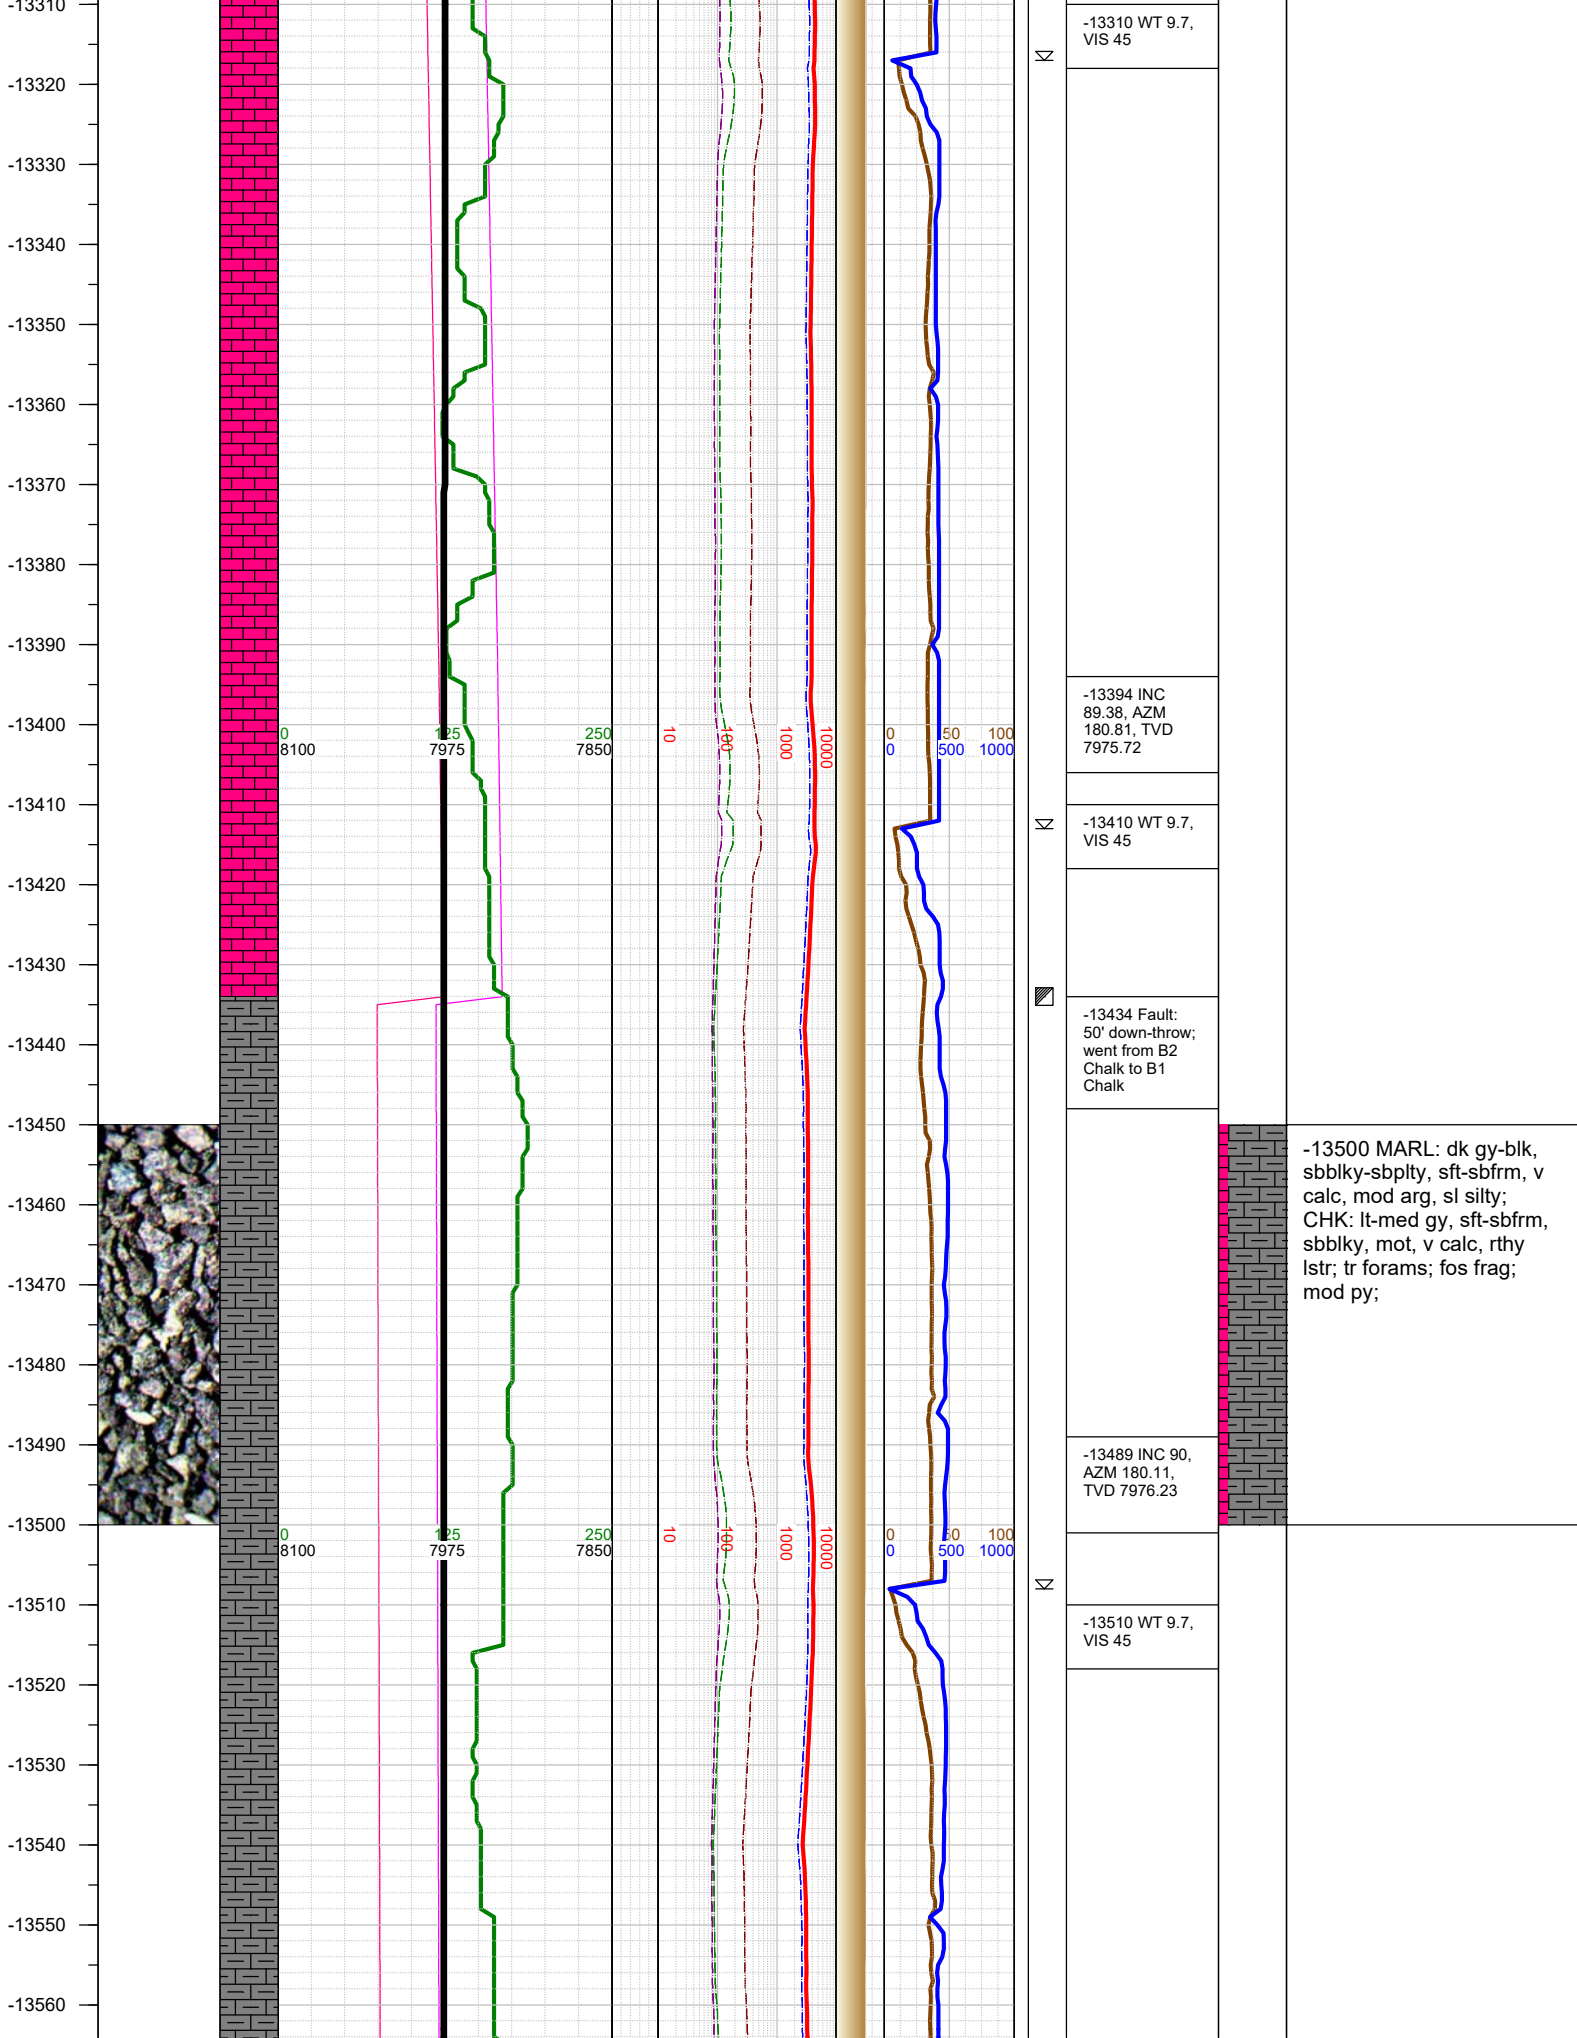 -13310
-13320
-13330
-13340
-13350
-13360
-13370
-13380
-13390
-13400
-13410
-13420
-13430
-13440
-13450
-13460
-13470
-13480
-13490
-13500
-13510
-13520
-13530
-13540
-13550
-13560
0 125 250
8100 7975 7850
10 100 1000 10000
0 50 100
0 500 1000
0 125 250
8100 7975 7850
10 100 1000 10000
0 50 100
0 500 1000
-13310 WT 9.7,
VIS 45
-13394 INC
89.38, AZM
180.81, TVD
7975.72
-13410 WT 9.7,
VIS 45
-13434 Fault:
50' down-throw;
went from B2
Chalk to B1
Chalk
-13489 INC 90,
AZM 180.11,
TVD 7976.23
-13510 WT 9.7,
VIS 45
-13500 MARL: dk gy-blk,
sbblky-sbplty, sft-sbfrm, v
calc, mod arg, sl silty;
CHK: lt-med gy, sft-sbfrm,
sbblky, mot, v calc, rthy
lstr; tr forams; fos frag;
mod py;